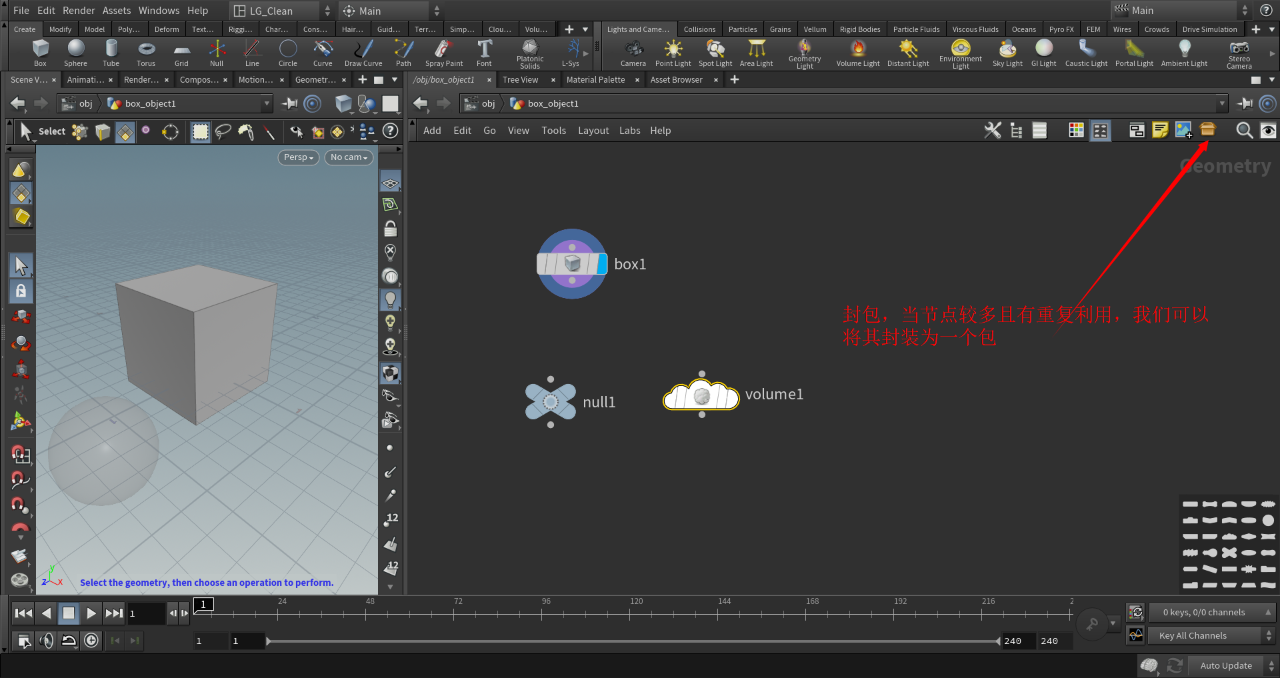 File Edit Render Assets Windows Help LG_Clean Main Main
Create Modify Model Poly... Deform Text... Riggi... Char... Cons... Hair... Guid... Terr... Simp... Clou... Volu...
Lights and Came... Collisions Particles Grains Vellum Rigid Bodies Particle Fluids Viscous Fluids Oceans Pyro FX FEM Wires Crowds Drive Simulation
Box Sphere Tube Torus Grid Null Line Circle Curve Draw Curve Path Spray Paint Font Platonic Solids L-Sys
Camera Point Light Spot Light Area Light Geometry Light Volume Light Distant Light Environment Light Sky Light GI Light Caustic Light Portal Light Ambient Light Stereo Camera
Scene V... Animati... Render... Compos... Motion... Geometr...
/obj/box_object1 Tree View Material Palette Asset Browser
obj box_object1
obj box_object1
Select
Add Edit Go View Tools Layout Labs Help
Persp No cam
Geometry
box1
封包，当节点较多且有重复利用，我们可以
将其封装为一个包
null1
volume1
12
12
y
z x
Select the geometry, then choose an operation to perform.
1
1 24 48 72 96 120 144 168 192 216 2
0 keys, 0/0 channels
1 1 240 240
Key All Channels
Auto Update